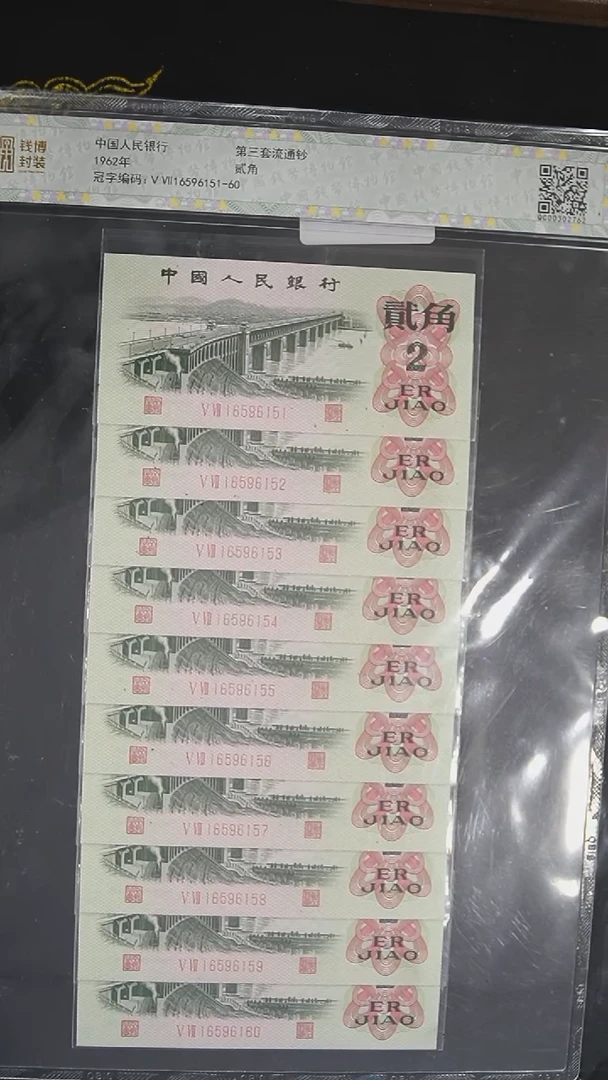 钱博
封装
中国人民银行
1962年
冠字编码：V Ⅶ16596151-60
第三套流通钞
贰角
中國人民銀行
貳角
2
ER
JIAO
V Ⅶ 16596151
ER
JIAO
V Ⅶ 16596152
ER
JIAO
V Ⅶ 16596153
ER
JIAO
V Ⅶ 16596154
ER
JIAO
V Ⅶ 16596155
ER
JIAO
V Ⅶ 16596156
ER
JIAO
V Ⅶ 16596157
ER
JIAO
V Ⅶ 16596158
ER
JIAO
V Ⅶ 16596159
ER
JIAO
V Ⅶ 16596160